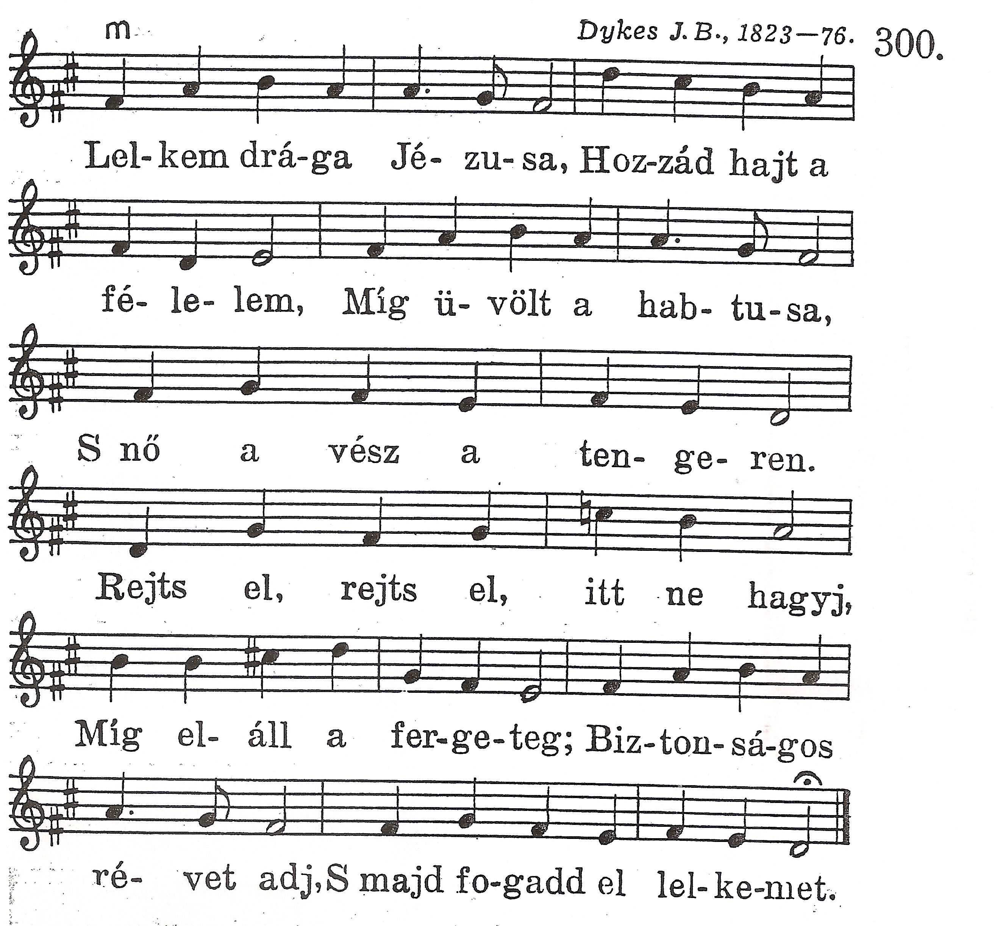 m
Dykes J. B., 1823—76. 300.
Lel- kem drá-ga Jé- zu- sa, Hoz-zád hajt a
fé- le- lem, Míg ü- völt a hab- tu-sa,
S nő a vész a ten- ge- ren.
Rejts el, rejts el, itt ne hagyj,
Míg el- áll a fer-ge-teg; Biz-ton-sá-gos
ré- vet adj, S majd fo-gadd el lel- ke-met.